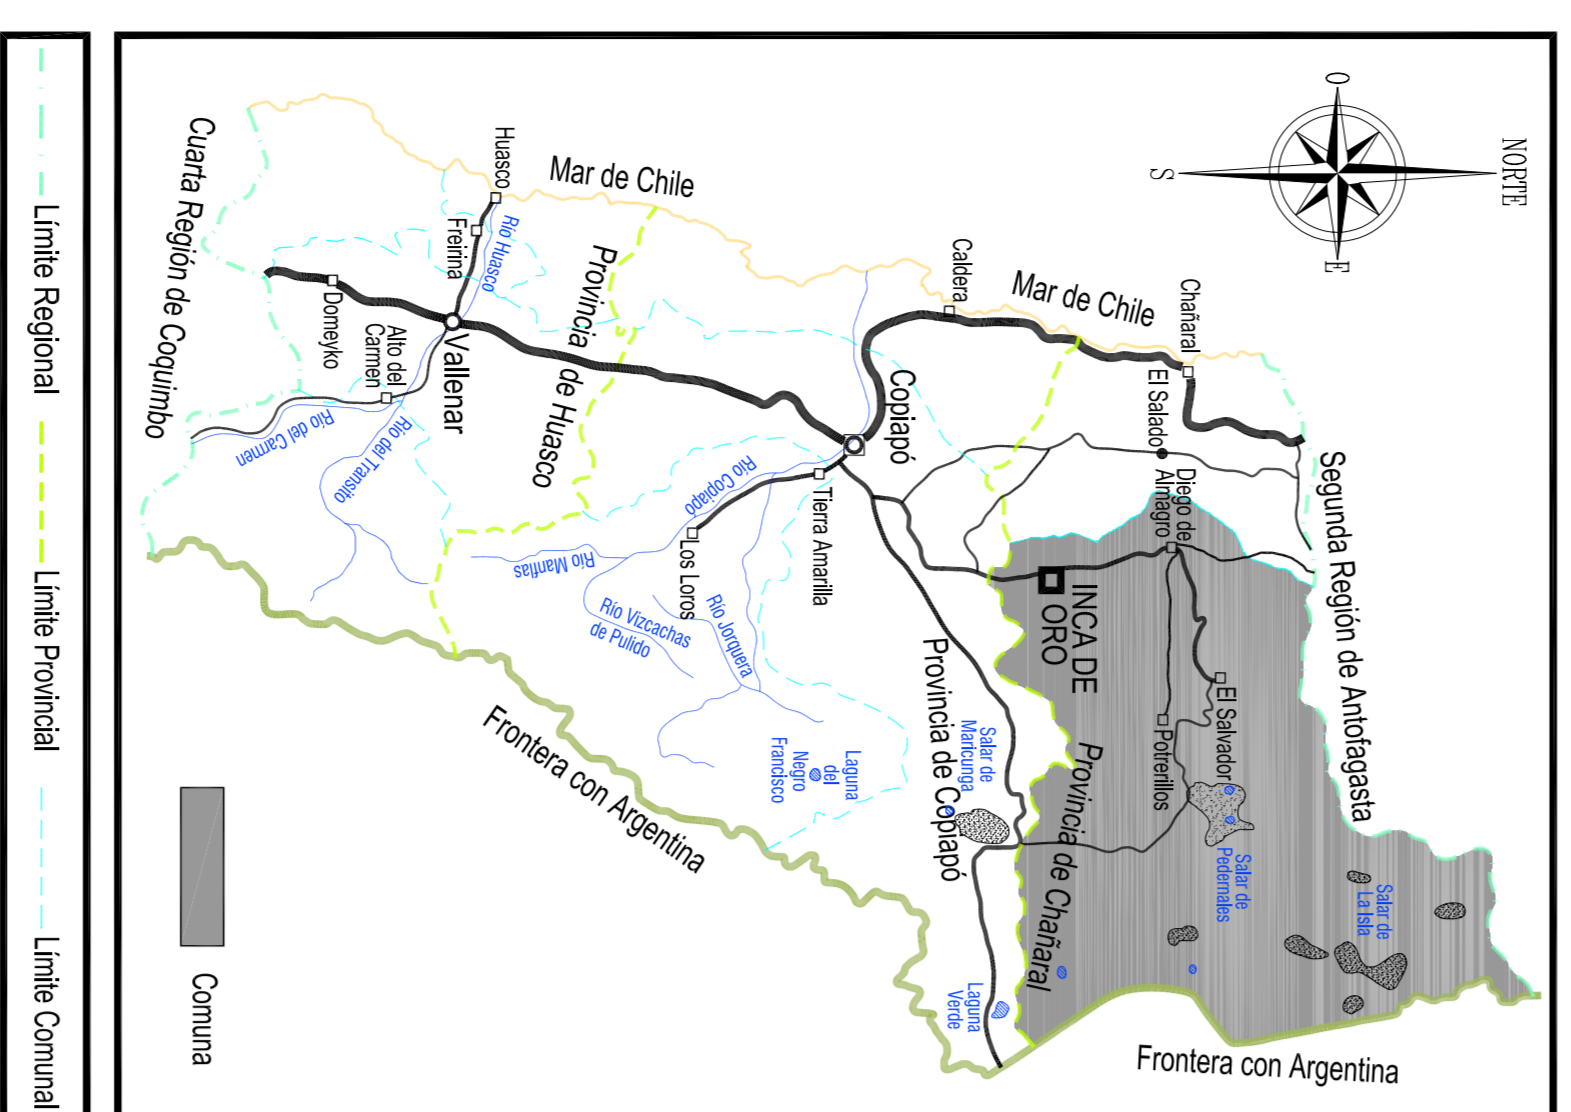 NORTE
O
E
S
Segunda Región de Antofagasta
Chañaral
El Salado
Diego de
Almagro
El Salvador
Potrerillos
Salar de
Pedernales
Salar de
La Isla
Frontera con Argentina
Mar de Chile
INCA DE
ORO
Provincia de Chañaral
Caldera
Copiapó
Provincia de Copiapó
Salar de
Maricunga
Laguna
Verde
Tierra Amarilla
Laguna
del
Negro
Francisco
Río Copiapó
Los Loros
Río Jorquera
Río Vizcachas
de Pulido
Río Manflas
Mar de Chile
Provincia de Huasco
Frontera con Argentina
Huasco
Río Huasco
Freirina
Vallenar
Alto del
Carmen
Domeyko
Río del Transito
Río del Carmen
Cuarta Región de Coquimbo
Comuna
Límite Regional
Límite Provincial
Límite Comunal